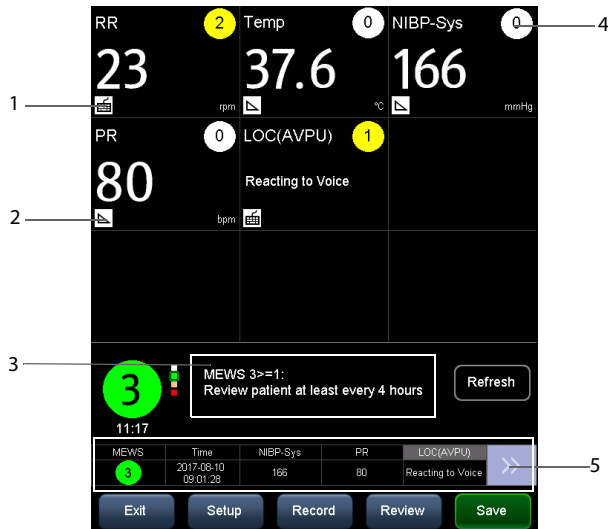 RR 2 Temp 0 NIBP-Sys 0 4
23 37.6 166
1 rpm °C mmHg
PR 0 LOC(AVPU) 1
80 Reacting to Voice
2 bpm
3 MEWS 3>=1:
Review patient at least every 4 hours
3 Refresh
11:17
MEWS Time NIBP-Sys PR LOC(AVPU)
3 2017-08-10 09:01:28 166 80 Reacting to Voice 5
Exit Setup Record Review Save